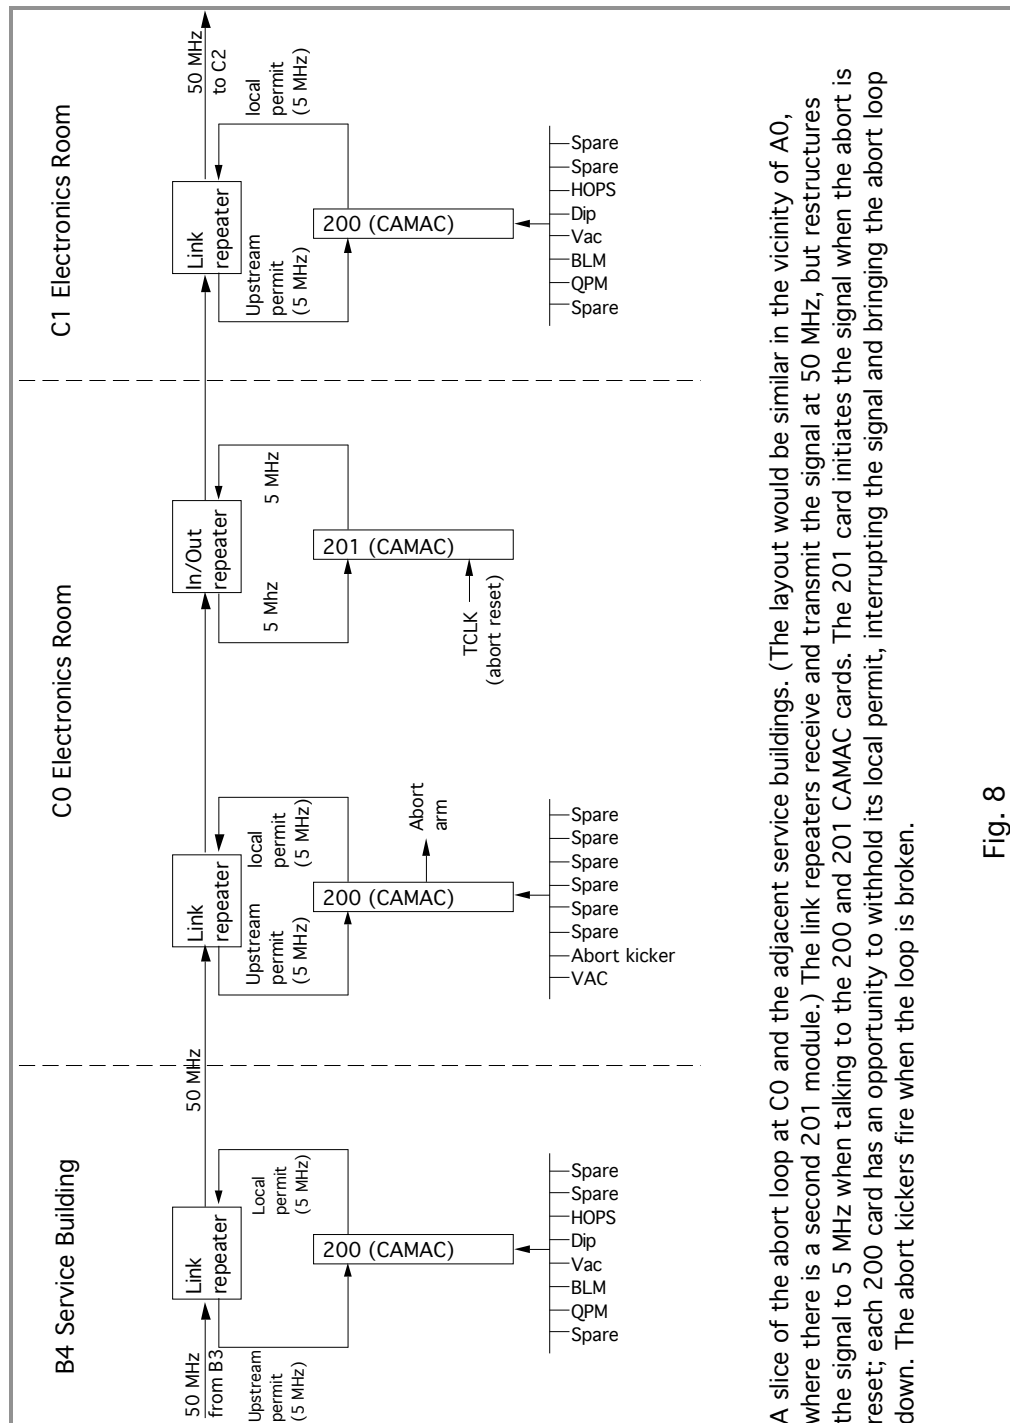 B4 Service Building
C0 Electronics Room
C1 Electronics Room
50 MHz
from B3
Link
repeater
Upstream
permit
(5 MHz)
Local
permit
(5 MHz)
200 (CAMAC)
Spare
QPM
BLM
Vac
Dip
HOPS
Spare
Spare
50 MHz
Link
repeater
Upstream
permit
(5 MHz)
local
permit
(5 MHz)
200 (CAMAC)
Abort
arm
VAC
Abort kicker
Spare
Spare
Spare
Spare
Spare
Spare
In/Out
repeater
5 Mhz
5 MHz
201 (CAMAC)
TCLK
(abort reset)
Link
repeater
Upstream
permit
(5 MHz)
local
permit
(5 MHz)
200 (CAMAC)
Spare
QPM
BLM
Vac
Dip
HOPS
Spare
Spare
50 MHz
to C2
A slice of the abort loop at C0 and the adjacent service buildings. (The layout would be similar in the vicinity of A0,
where there is a second 201 module.) The link repeaters receive and transmit the signal at 50 MHz, but restructures
the signal to 5 MHz when talking to the 200 and 201 CAMAC cards. The 201 card initiates the signal when the abort is
reset; each 200 card has an opportunity to withhold its local permit, interrupting the signal and bringing the abort loop
down. The abort kickers fire when the loop is broken.
Fig. 8